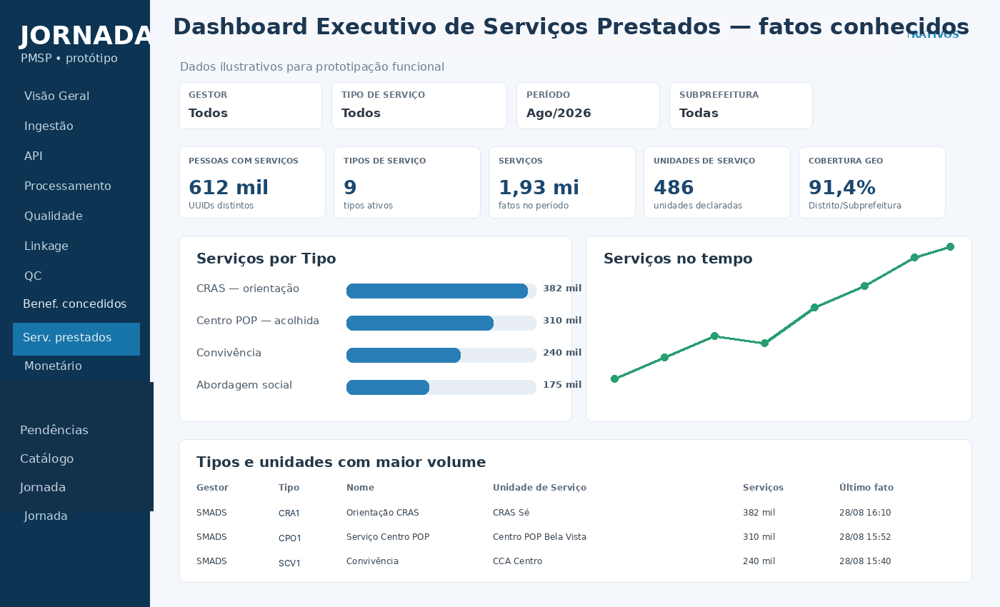 JORNADA
PMSP • protótipo
Visão Geral
Ingestão
API
Processamento
Qualidade
Linkage
QC
Benef. concedidos
Serv. prestados
Monetário
Pendências
Catálogo
Jornada
Jornada
Dashboard Executivo de Serviços Prestados — fatos conhecidos
Dados ilustrativos para prototipação funcional
GESTOR
Todos
TIPO DE SERVIÇO
Todos
PERÍODO
Ago/2026
SUBPREFEITURA
Todas
PESSOAS COM SERVIÇOS
612 mil
UUIDs distintos
TIPOS DE SERVIÇO
9
tipos ativos
SERVIÇOS
1,93 mi
fatos no período
UNIDADES DE SERVIÇO
486
unidades declaradas
COBERTURA GEO
91,4%
Distrito/Subprefeitura
Serviços por Tipo
CRAS — orientação 382 mil
Centro POP — acolhida 310 mil
Convivência 240 mil
Abordagem social 175 mil
Serviços no tempo
Tipos e unidades com maior volume
Gestor Tipo Nome Unidade de Serviço Serviços Último fato
SMADS CRA1 Orientação CRAS CRAS Sé 382 mil 28/08 16:10
SMADS CPO1 Serviço Centro POP Centro POP Bela Vista 310 mil 28/08 15:52
SMADS SCV1 Convivência CCA Centro 240 mil 28/08 15:40